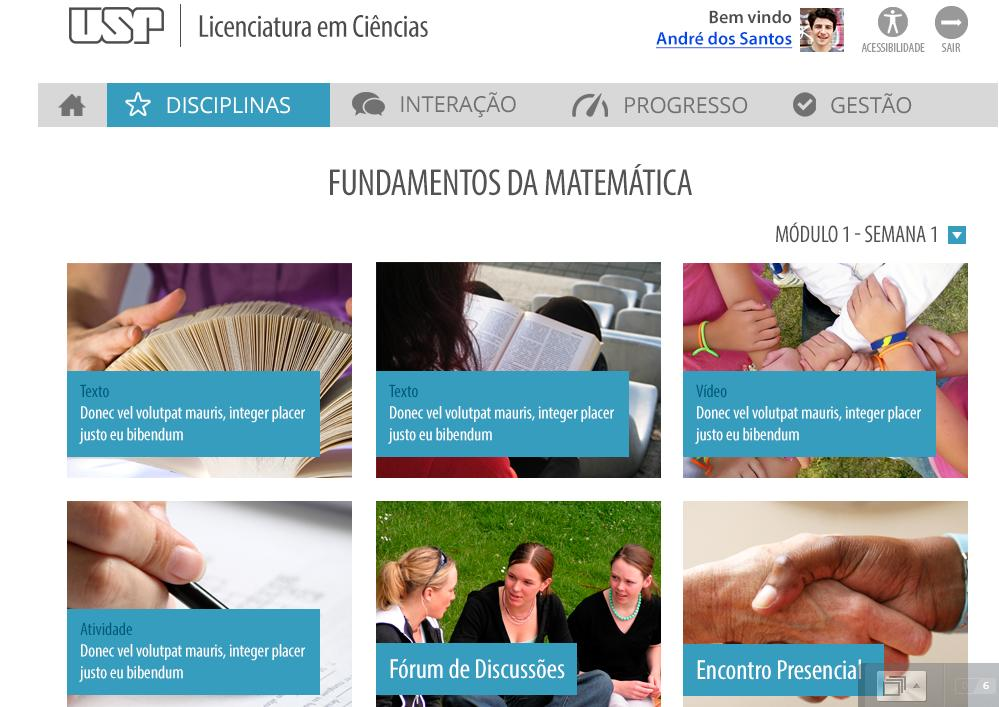 USP
Licenciatura em Ciências
Bem vindo
André dos Santos
ACESSIBILIDADE
SAIR
DISCIPLINAS
INTERAÇÃO
PROGRESSO
GESTÃO
FUNDAMENTOS DA MATEMÁTICA
MÓDULO 1 - SEMANA 1
Texto
Donec vel volutpat mauris, integer placer
justo eu bibendum
Texto
Donec vel volutpat mauris, integer placer
justo eu bibendum
Vídeo
Donec vel volutpat mauris, integer placer
justo eu bibendum
Atividade
Donec vel volutpat mauris, integer placer
justo eu bibendum
Fórum de Discussões
Encontro Presencial
6